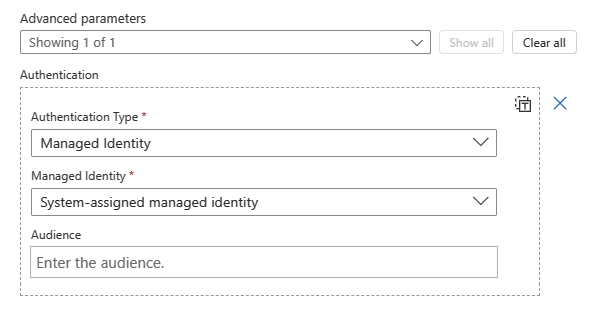 Advanced parameters
Showing 1 of 1
Show all
Clear all
Authentication
Authentication Type *
Managed Identity
Managed Identity *
System-assigned managed identity
Audience
Enter the audience.